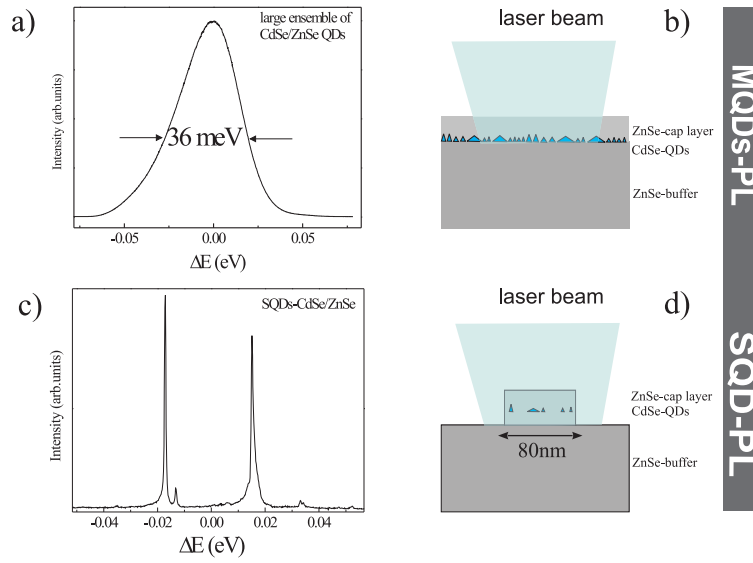 a)
large ensemble of
CdSe/ZnSe QDs
36 meV
Intensity (arb.units)
-0.05
0.00
0.05
ΔE (eV)
b)
laser beam
ZnSe-cap layer
CdSe-QDs
ZnSe-buffer
MQDs-PL
c)
SQDs-CdSe/ZnSe
Intensity (arb.units)
-0.04
-0.02
0.00
0.02
0.04
ΔE (eV)
d)
laser beam
ZnSe-cap layer
CdSe-QDs
80nm
ZnSe-buffer
SQD-PL